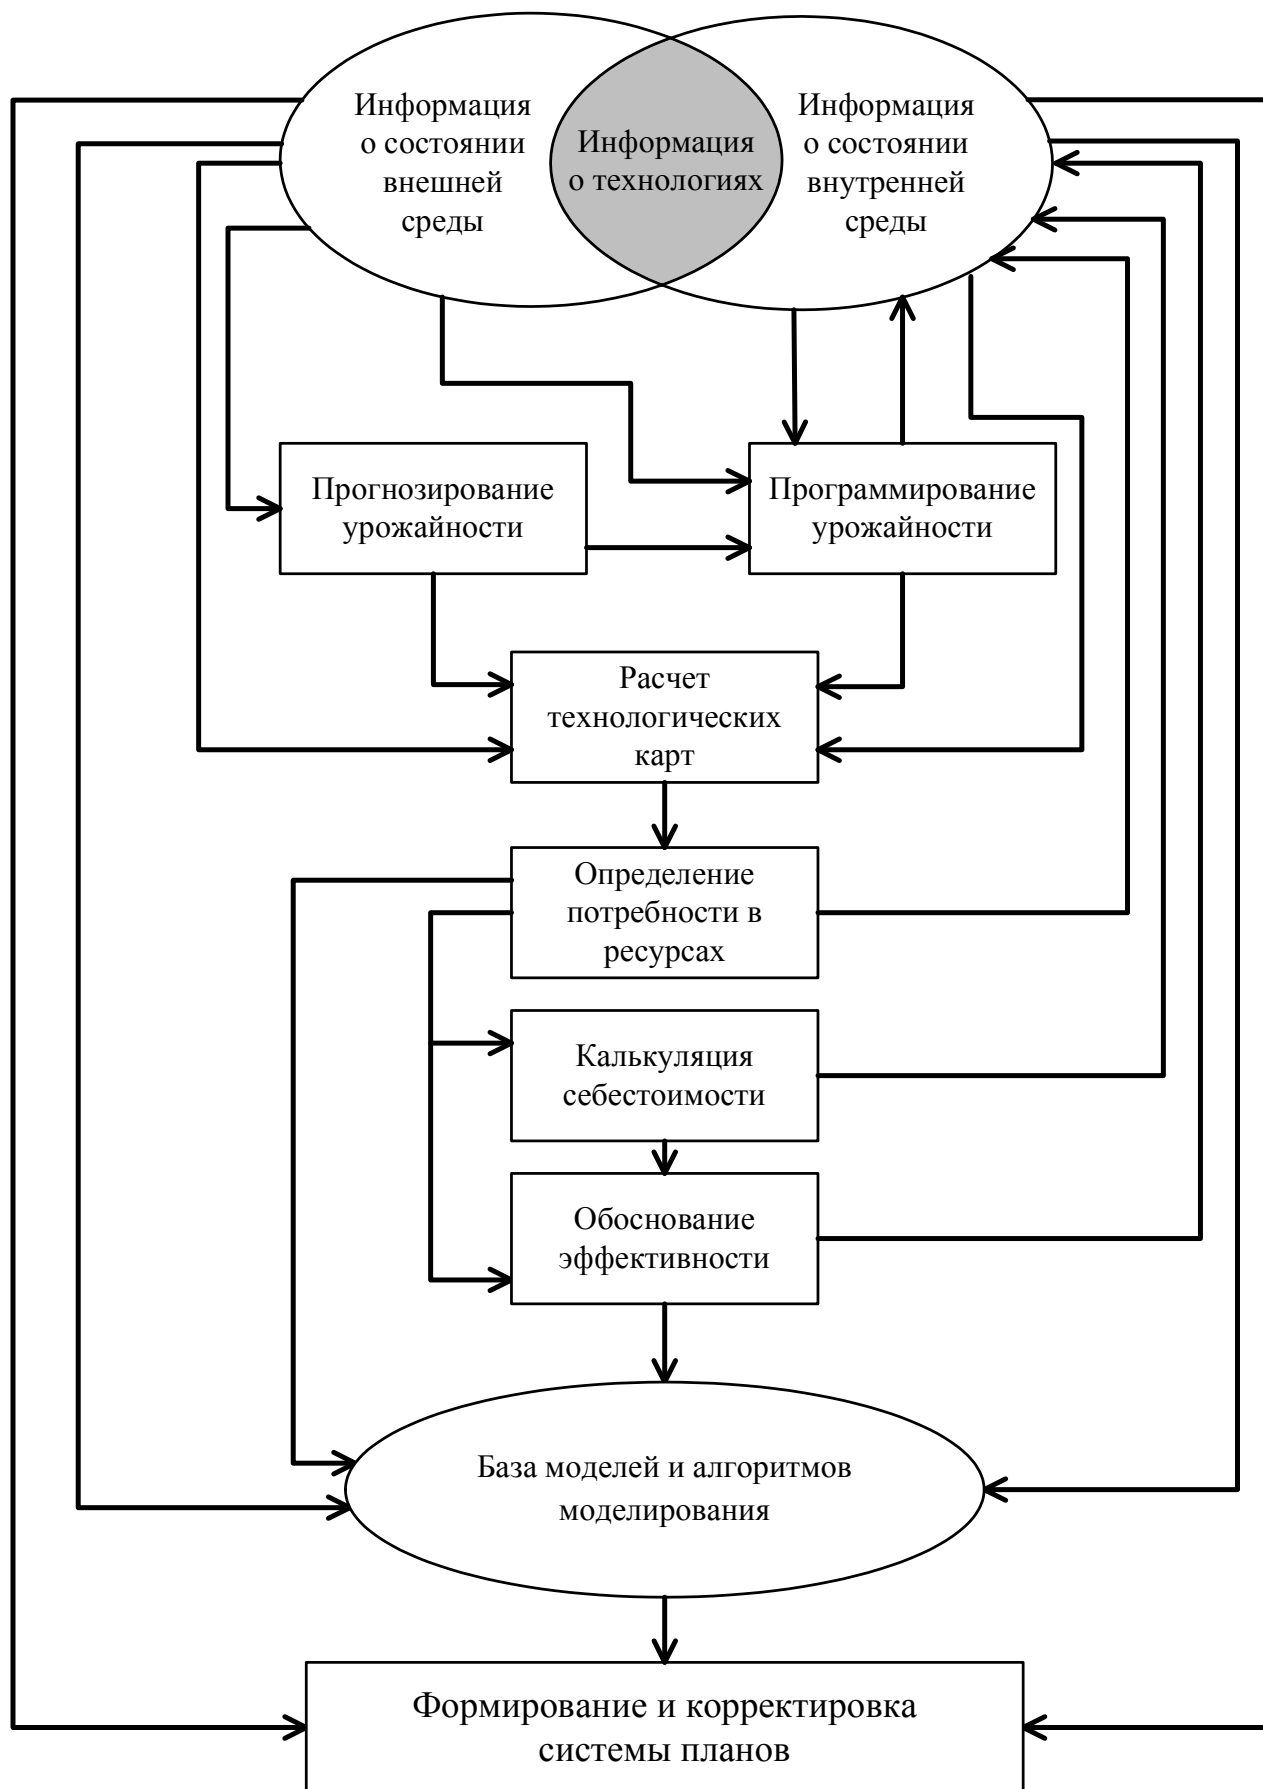 Информация
о состоянии
внешней
среды
Информация
о технологиях
Информация
о состоянии
внутренней
среды
Прогнозирование
урожайности
Программирование
урожайности
Расчет
технологических
карт
Определение
потребности в
ресурсах
Калькуляция
себестоимости
Обоснование
эффективности
База моделей и алгоритмов
моделирования
Формирование и корректировка
системы планов